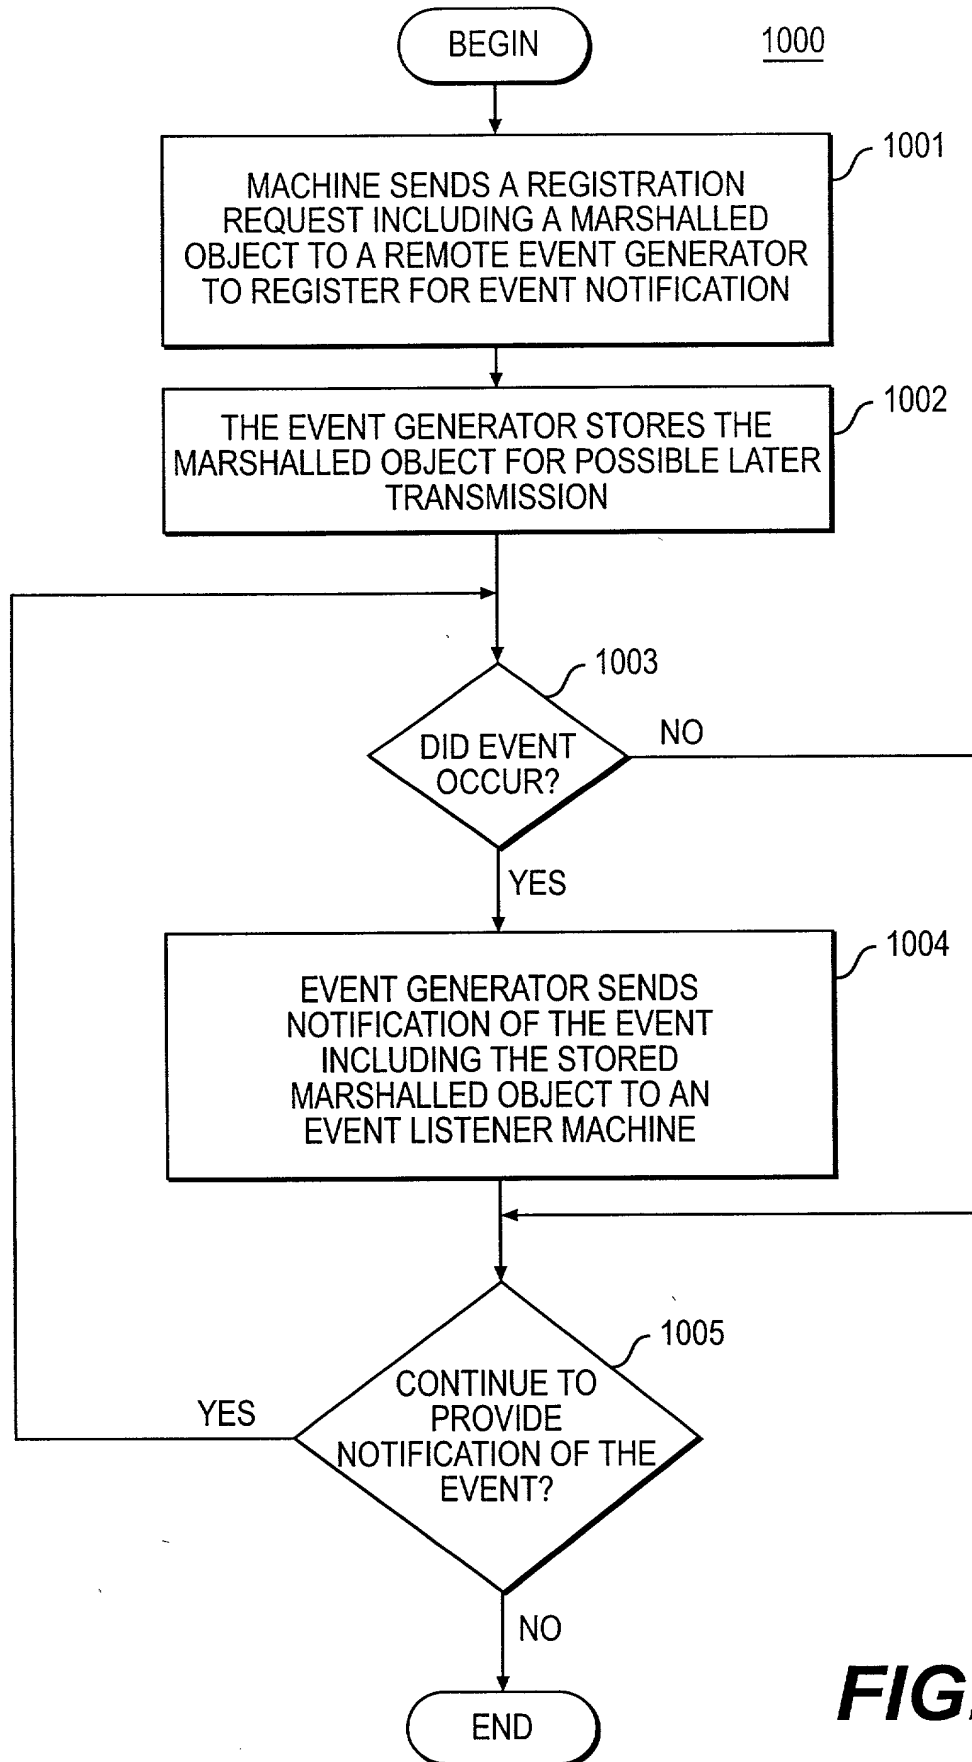 BEGIN
1000
1001
MACHINE SENDS A REGISTRATION
REQUEST INCLUDING A MARSHALLED
OBJECT TO A REMOTE EVENT GENERATOR
TO REGISTER FOR EVENT NOTIFICATION
1002
THE EVENT GENERATOR STORES THE
MARSHALLED OBJECT FOR POSSIBLE LATER
TRANSMISSION
1003
DID EVENT
OCCUR?
NO
YES
1004
EVENT GENERATOR SENDS
NOTIFICATION OF THE EVENT
INCLUDING THE STORED
MARSHALLED OBJECT TO AN
EVENT LISTENER MACHINE
1005
CONTINUE TO
PROVIDE
NOTIFICATION OF THE
EVENT?
YES
NO
END
FIG.